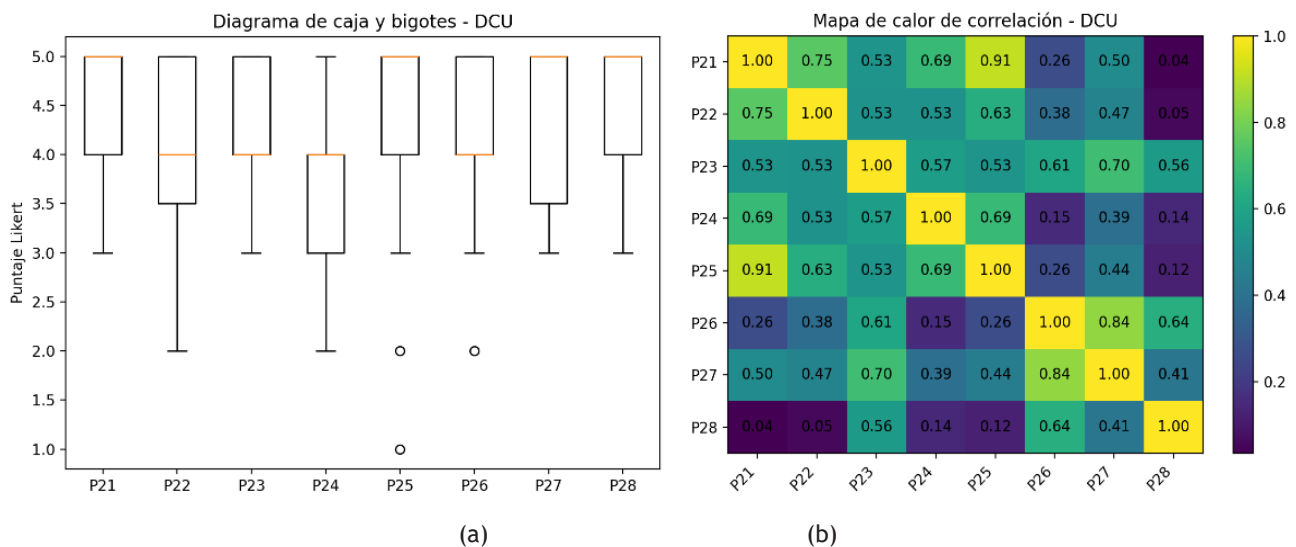 Diagrama de caja y bigotes - DCU
Puntaje Likert
5.0
4.5
4.0
3.5
3.0
2.5
2.0
1.5
1.0
P21 P22 P23 P24 P25 P26 P27 P28
(a)
Mapa de calor de correlación - DCU
P21 1.00 0.75 0.53 0.69 0.91 0.26 0.50 0.04
P22 0.75 1.00 0.53 0.53 0.63 0.38 0.47 0.05
P23 0.53 0.53 1.00 0.57 0.53 0.61 0.70 0.56
P24 0.69 0.53 0.57 1.00 0.69 0.15 0.39 0.14
P25 0.91 0.63 0.53 0.69 1.00 0.26 0.44 0.12
P26 0.26 0.38 0.61 0.15 0.26 1.00 0.84 0.64
P27 0.50 0.47 0.70 0.39 0.44 0.84 1.00 0.41
P28 0.04 0.05 0.56 0.14 0.12 0.64 0.41 1.00
P21 P22 P23 P24 P25 P26 P27 P28
1.0
0.8
0.6
0.4
0.2
(b)